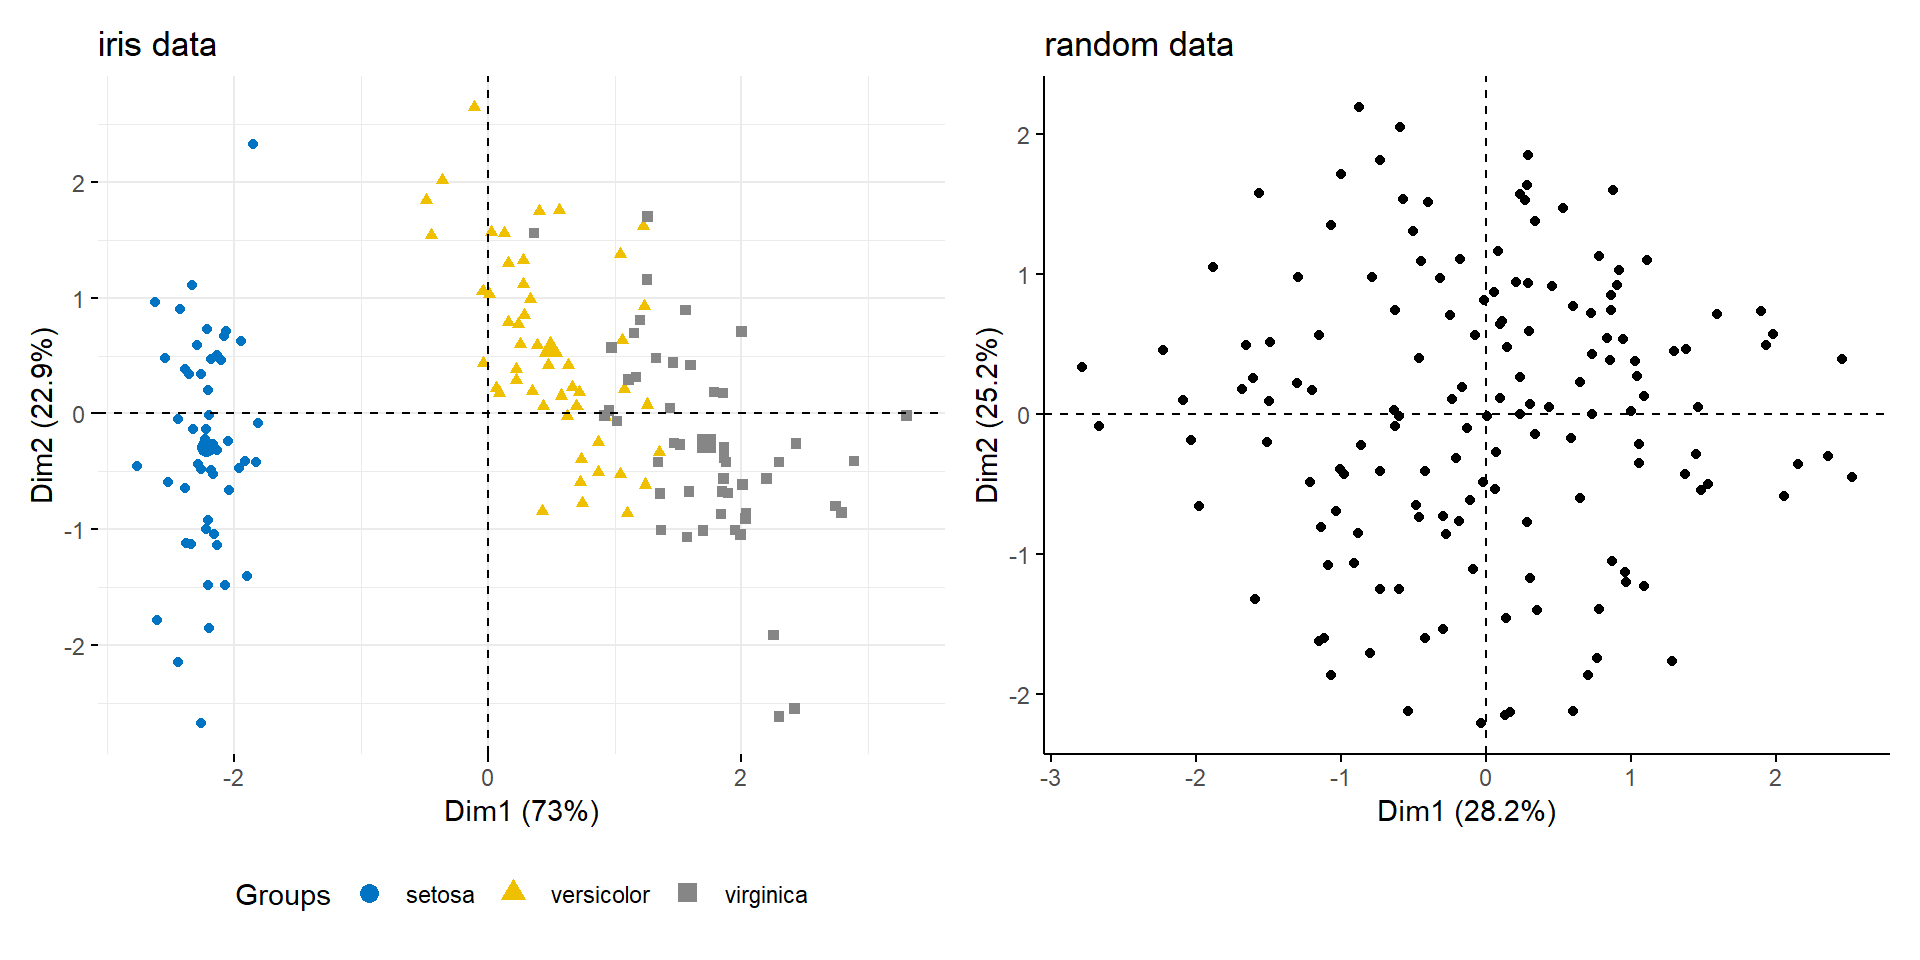 iris data
Dim2 (22.9%)
2
1
0
-1
-2
-2 0 2
Dim1 (73%)
Groups setosa versicolor virginica
random data
Dim2 (25.2%)
2
1
0
-1
-2
-3 -2 -1 0 1 2
Dim1 (28.2%)